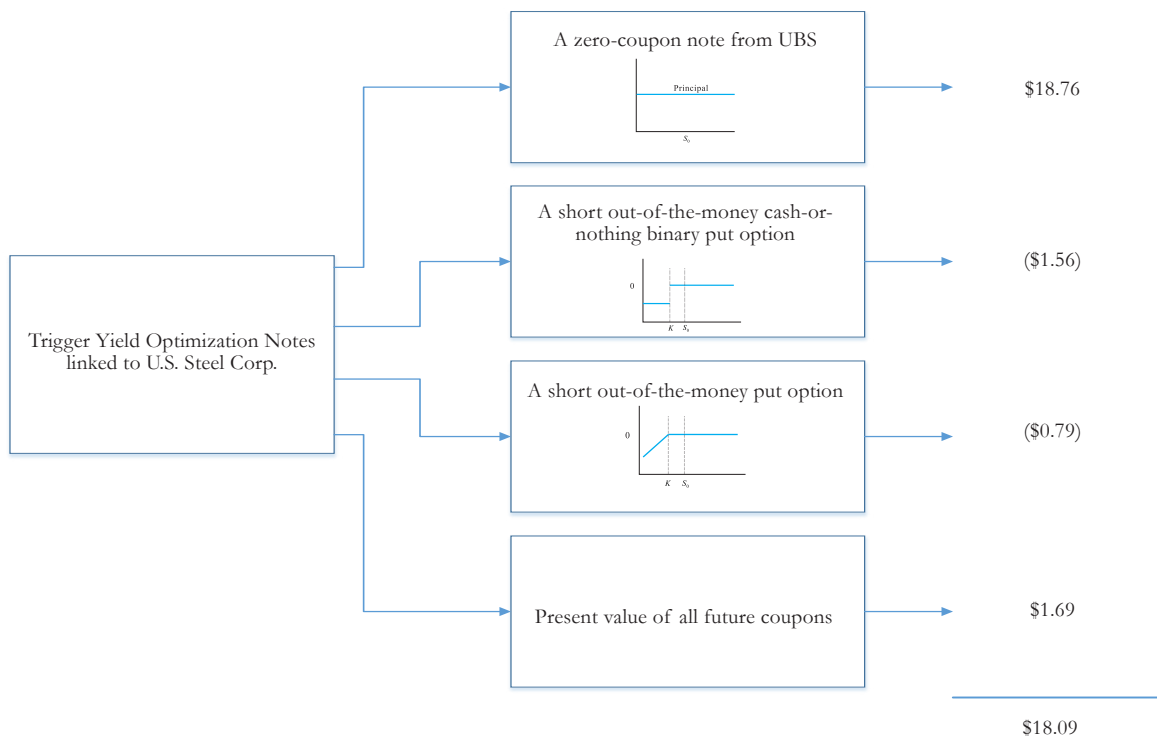 A zero-coupon note from UBS
Principal
S0
$18.76
A short out-of-the-money cash-or-
nothing binary put option
0
K
S0
($1.56)
Trigger Yield Optimization Notes
linked to U.S. Steel Corp.
A short out-of-the-money put option
0
K
S0
($0.79)
Present value of all future coupons
$1.69
$18.09